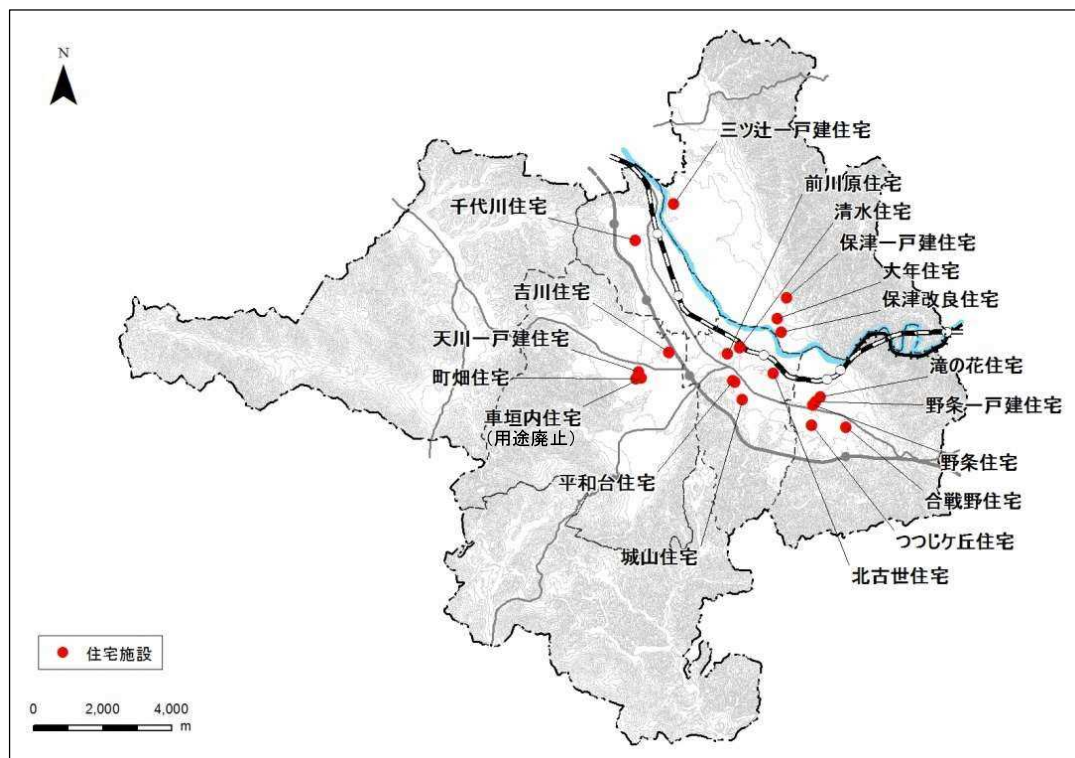 N
三ツ辻一戸建住宅
前川原住宅
千代川住宅
清水住宅
保津一戸建住宅
大年住宅
吉川住宅
保津改良住宅
天川一戸建住宅
滝の花住宅
町畑住宅
野条一戸建住宅
車垣内住宅
(用途廃止)
野条住宅
平和台住宅
合戦野住宅
つつじケ丘住宅
城山住宅
北古世住宅
住宅施設
0 2,000 4,000
m